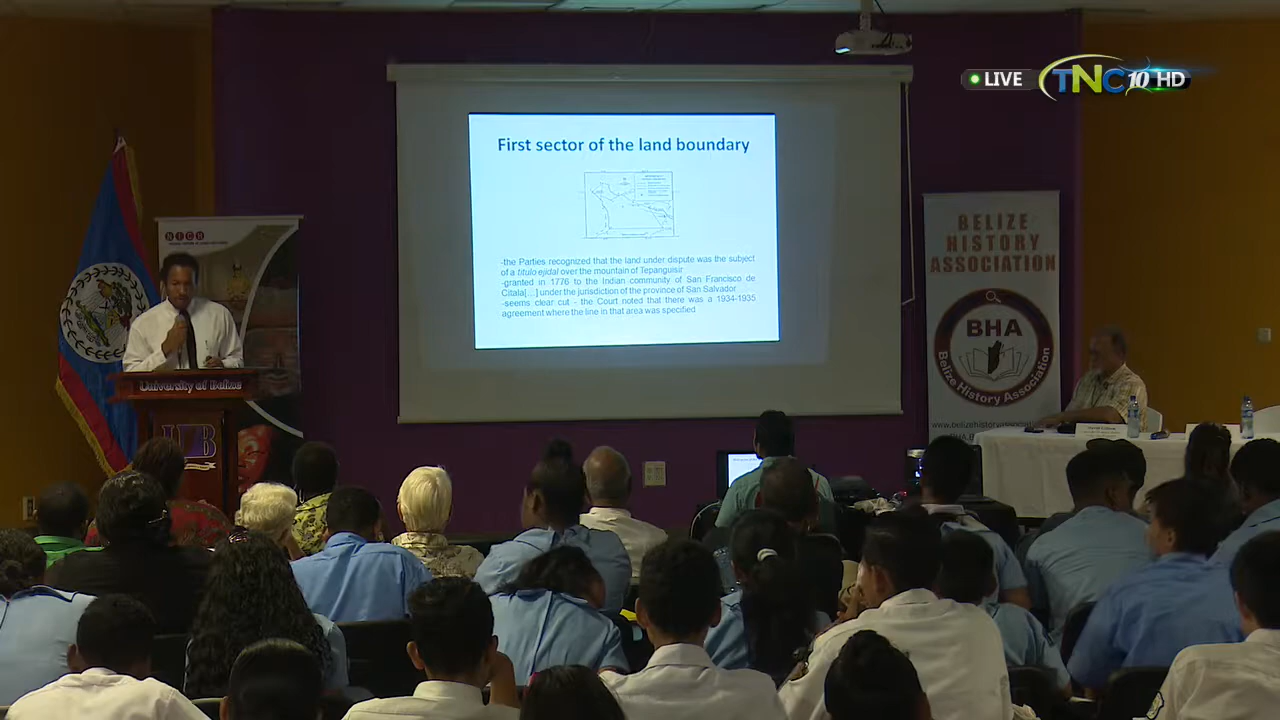 LIVE TNC10 HD
First sector of the land boundary
-the Parties recognized that the land under dispute was the subject
of a titulo ejidal over the mountain of Tepanguisir
-granted in 1776 to the Indian community of San Francisco de
Citala[...] under the jurisdiction of the province of San Salvador
-seems clear cut - the Court noted that there was a 1934-1935
agreement where the line in that area was specified
NICH
University of Belize
UB
BELIZE
HISTORY
ASSOCIATION
BHA
Belize History Association